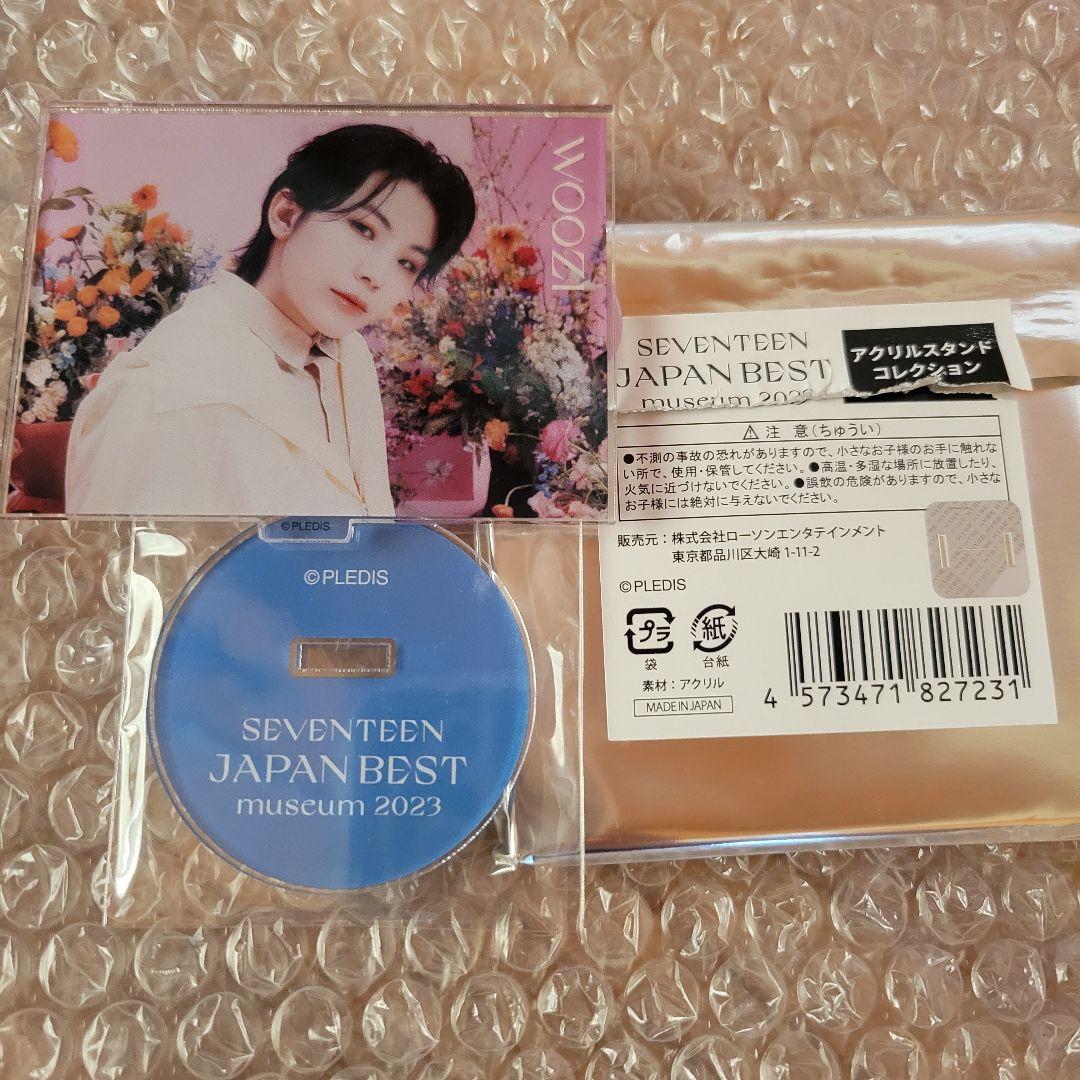 WOOZI
©PLEDIS
©PLEDIS
SEVENTEEN
JAPAN BEST
museum 2023
SEVENTEEN
JAPAN BEST
museum 2023
アクリルスタンド
コレクション
⚠ 注 意(ちゅうい)
●不測の事故の恐れがありますので、小さなお子様のお手に触れな
い所で、使用・保管してください。●高温・多湿な場所に放置したり、
火気に近づけないでください。●誤飲の危険がありますので、小さな
お子様には絶対に与えないでください。
販売元:株式会社ローソンエンタテインメント
東京都品川区大崎 1-11-2
©PLEDIS
プラ
袋
紙
台紙
素材:アクリル
MADE IN JAPAN
4 573471 827231